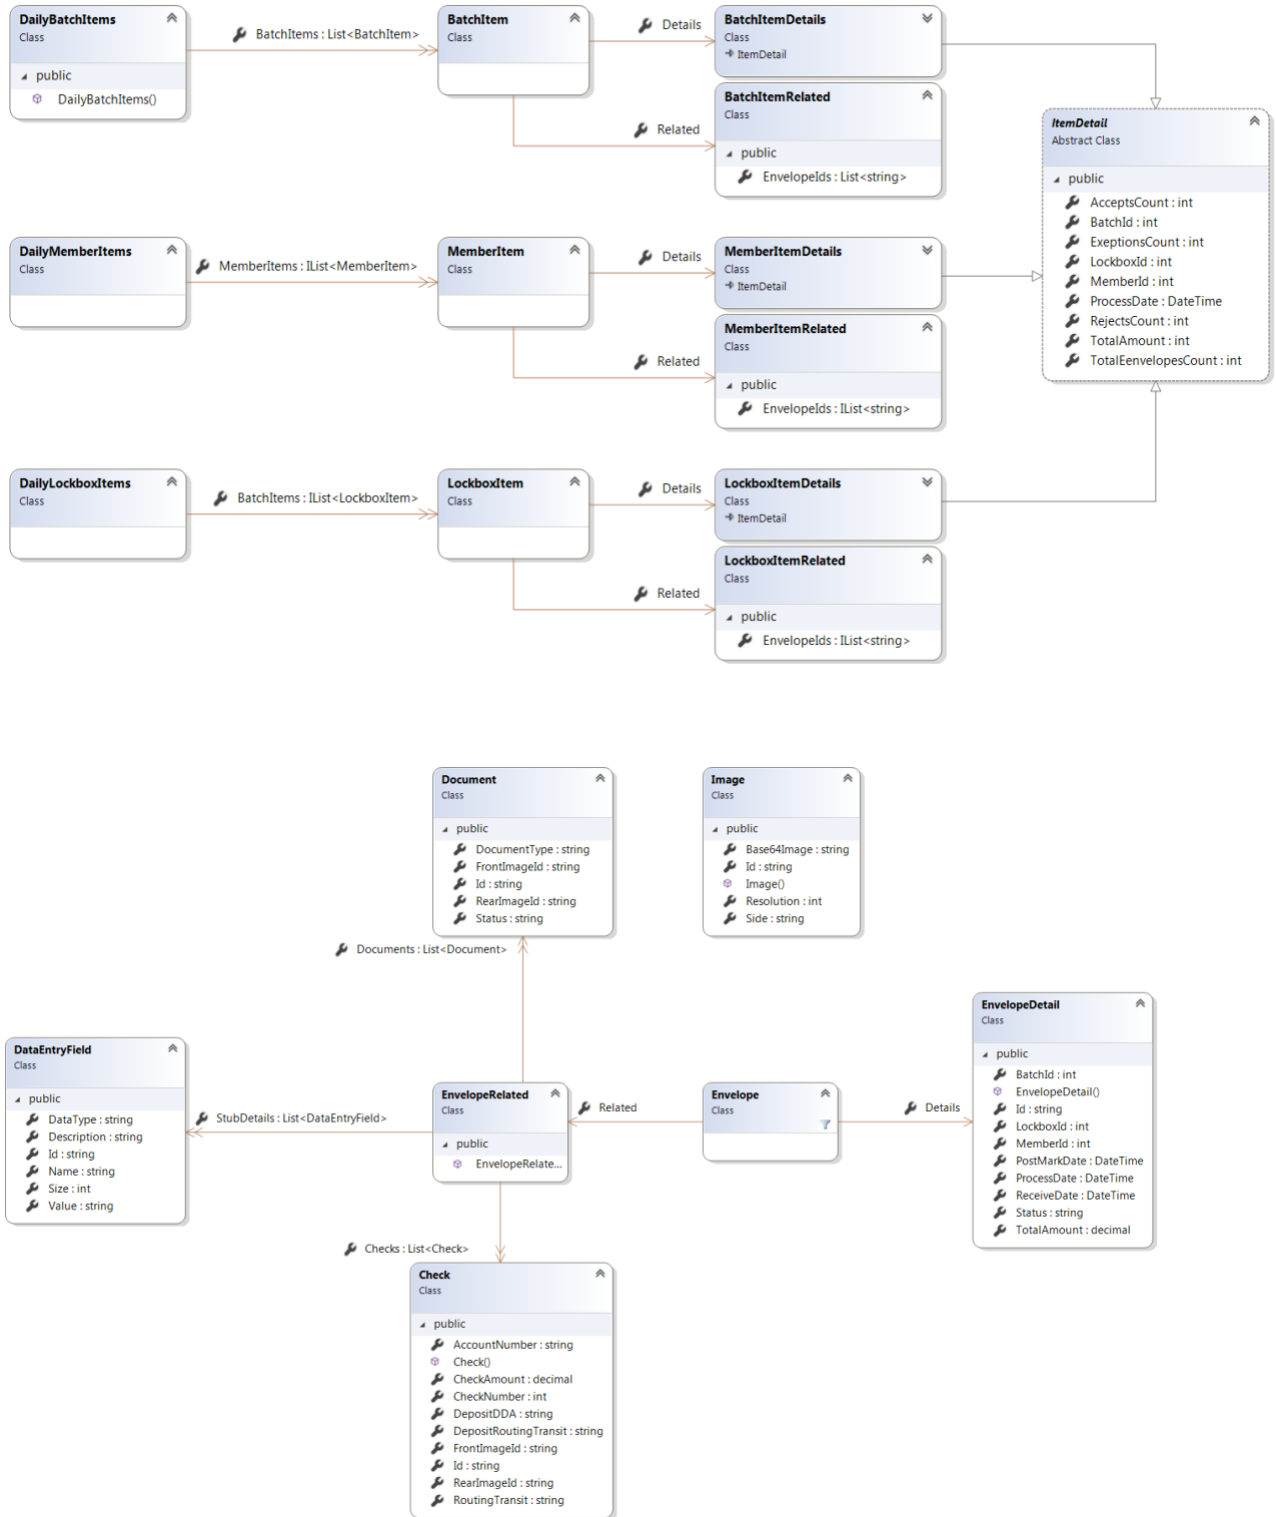 DailyBatchItems
Class
public
DailyBatchItems()
BatchItems : List<BatchItem>
BatchItem
Class
Details
Related
BatchItemDetails
Class
ItemDetail
BatchItemRelated
Class
public
EnvelopeIds : List<string>
ItemDetail
Abstract Class
public
AcceptsCount : int
BatchId : int
ExeptionsCount : int
LockboxId : int
MemberId : int
ProcessDate : DateTime
RejectsCount : int
TotalAmount : int
TotalEenvelopesCount : int
DailyMemberItems
Class
MemberItems : IList<MemberItem>
MemberItem
Class
Details
Related
MemberItemDetails
Class
ItemDetail
MemberItemRelated
Class
public
EnvelopeIds : IList<string>
DailyLockboxItems
Class
BatchItems : IList<LockboxItem>
LockboxItem
Class
Details
Related
LockboxItemDetails
Class
ItemDetail
LockboxItemRelated
Class
public
EnvelopeIds : IList<string>
Document
Class
public
DocumentType : string
FrontImageId : string
Id : string
RearImageId : string
Status : string
Image
Class
public
Base64Image : string
Id : string
Image()
Resolution : int
Side : string
Documents : List<Document>
DataEntryField
Class
public
DataType : string
Description : string
Id : string
Name : string
Size : int
Value : string
StubDetails : List<DataEntryField>
EnvelopeRelated
Class
public
EnvelopeRelate...
Related
Envelope
Class
Details
EnvelopeDetail
Class
public
BatchId : int
EnvelopeDetail()
Id : string
LockboxId : int
MemberId : int
PostMarkDate : DateTime
ProcessDate : DateTime
ReceiveDate : DateTime
Status : string
TotalAmount : decimal
Checks : List<Check>
Check
Class
public
AccountNumber : string
Check()
CheckAmount : decimal
CheckNumber : int
DepositDDA : string
DepositRoutingTransit : string
FrontImageId : string
Id : string
RearImageId : string
RoutingTransit : string